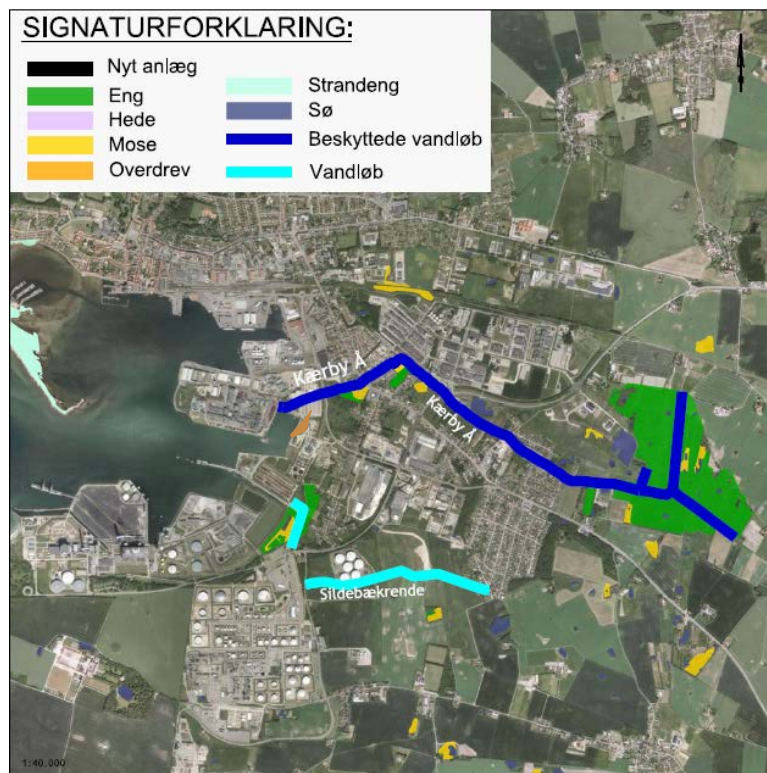 SIGNATURFORKLARING:
Nyt anlæg
Eng
Hede
Mose
Overdrev
Strandeng
Sø
Beskyttede vandløb
Vandløb
Kærby Å
Kærby Å
Sildebækrende
1:40.000